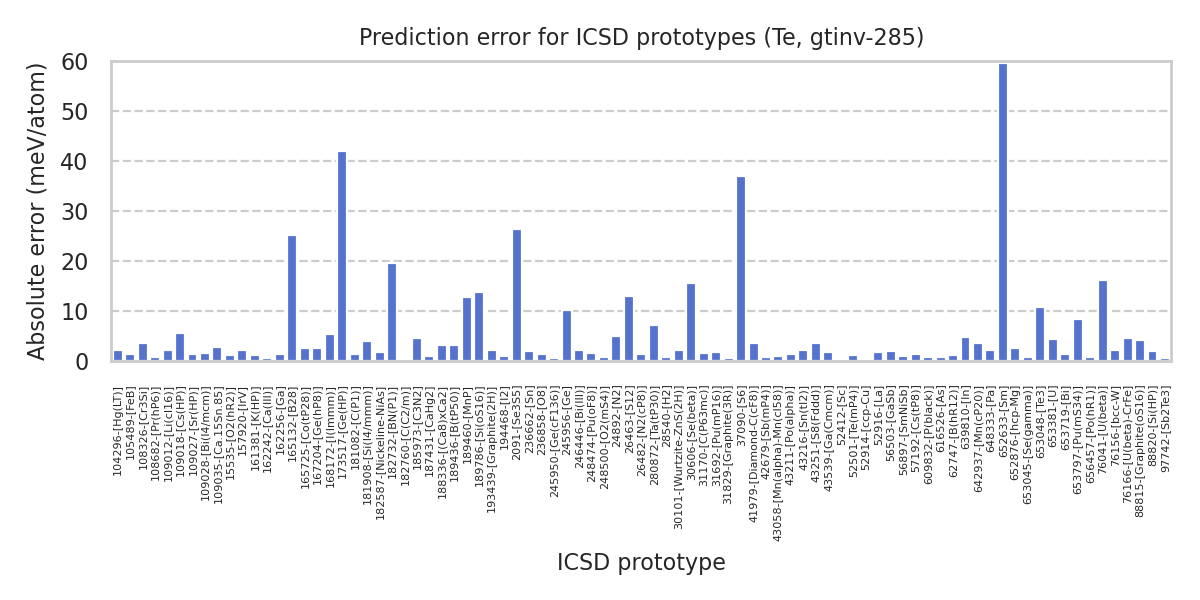 Prediction error for ICSD prototypes (Te, gtinv-285)
Absolute error (meV/atom)
60
50
40
30
20
10
0
104296-[Hg(LT)]
105489-[FeB]
108326-[Cr3Si]
108682-[Pr(hP6)]
109012-[Li(cI16)]
109018-[Cs(HP)]
109027-[Sr(HP)]
109028-[Bi(I4/mcm)]
109035-[Ca.15Sn.85]
15535-[O2(hR2)]
157920-[IrV]
161381-[K(HP)]
162242-[Ca(III)]
162256-[Ga]
165132-[B28]
165725-[Co(tP28)]
167204-[Ge(hP8)]
168172-[I(Immm)]
173517-[Ge(HP)]
181082-[C(P1)]
181908-[Si(I4/mmm)]
182587-[Nickeline-NiAs]
182732-[BN(P1)]
182760-[C(C2/m)]
185973-[C3N2]
187431-[CaHg2]
188336-[(Ca8)xCa2]
189436-[B(tP50)]
189460-[MnP]
189786-[Si(oS16)]
193439-[Graphite(2H)]
194468-[I2]
2091-[Se3S5]
236662-[Sn]
236858-[O8]
245950-[Ge(cF136)]
245956-[Ge]
246446-[Bi(III)]
248474-[Pu(oF8)]
248500-[O2(mS4)]
24892-[N2]
26463-[S12]
26482-[N2(cP8)]
280872-[Ta(tP30)]
28540-[H2]
30101-[Wurtzite-ZnS(2H)]
30606-[Se(beta)]
31170-[C(P63mc)]
31692-[Pu(mP16)]
31829-[Graphite(3R)]
37090-[S6]
41979-[Diamond-C(cF8)]
42679-[Sb(mP4)]
43058-[Mn(alpha)-Mn(cI58)]
43211-[Po(alpha)]
43216-[Sn(tI2)]
43251-[S8(Fddd)]
43539-[Ga(Cmcm)]
52412-[Sc]
52501-[Te(mP4)]
52914-[ccp-Cu]
52916-[La]
56503-[GaSb]
56897-[SmNiSb]
57192-[Cs(tP8)]
609832-[P(black)]
616526-[As]
62747-[B(hR12)]
639810-[In]
642937-[Mn(cP20)]
648333-[Pa]
652633-[Sm]
652876-[hcp-Mg]
653045-[Se(gamma)]
653048-[Te3]
653381-[U]
653719-[Ta]
653797-[Pu(mS34)]
656457-[Po(hR1)]
76041-[U(beta)]
76156-[bcc-W]
76166-[U(beta)-CrFe]
88815-[Graphite(oS16)]
88820-[Si(HP)]
97742-[Sb2Te3]
ICSD prototype